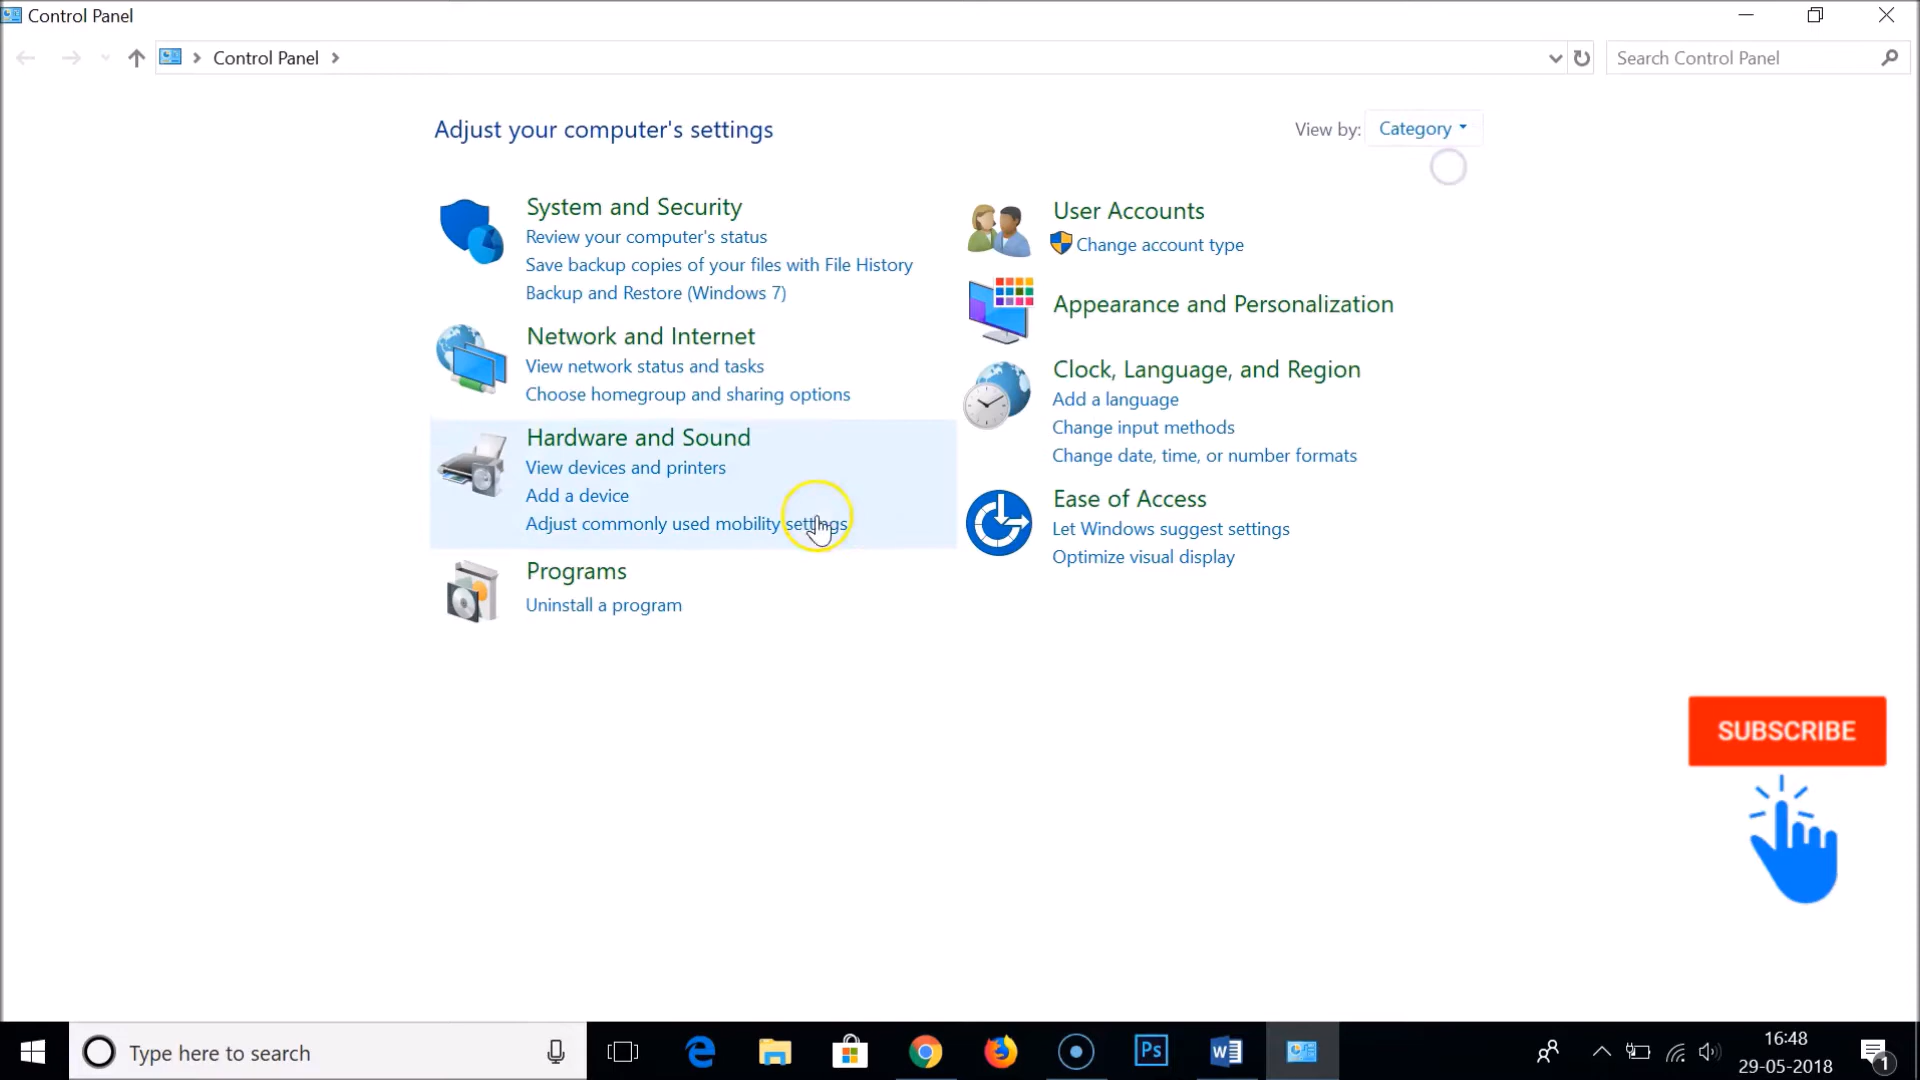 Control Panel
Control Panel
Search Control Panel
Adjust your computer's settings
View by: Category
System and Security
Review your computer's status
Save backup copies of your files with File History
Backup and Restore (Windows 7)
Network and Internet
View network status and tasks
Choose homegroup and sharing options
Hardware and Sound
View devices and printers
Add a device
Adjust commonly used mobility settings
Programs
Uninstall a program
User Accounts
Change account type
Appearance and Personalization
Clock, Language, and Region
Add a language
Change input methods
Change date, time, or number formats
Ease of Access
Let Windows suggest settings
Optimize visual display
SUBSCRIBE
Type here to search
Ps
W
16:48
29-05-2018
1